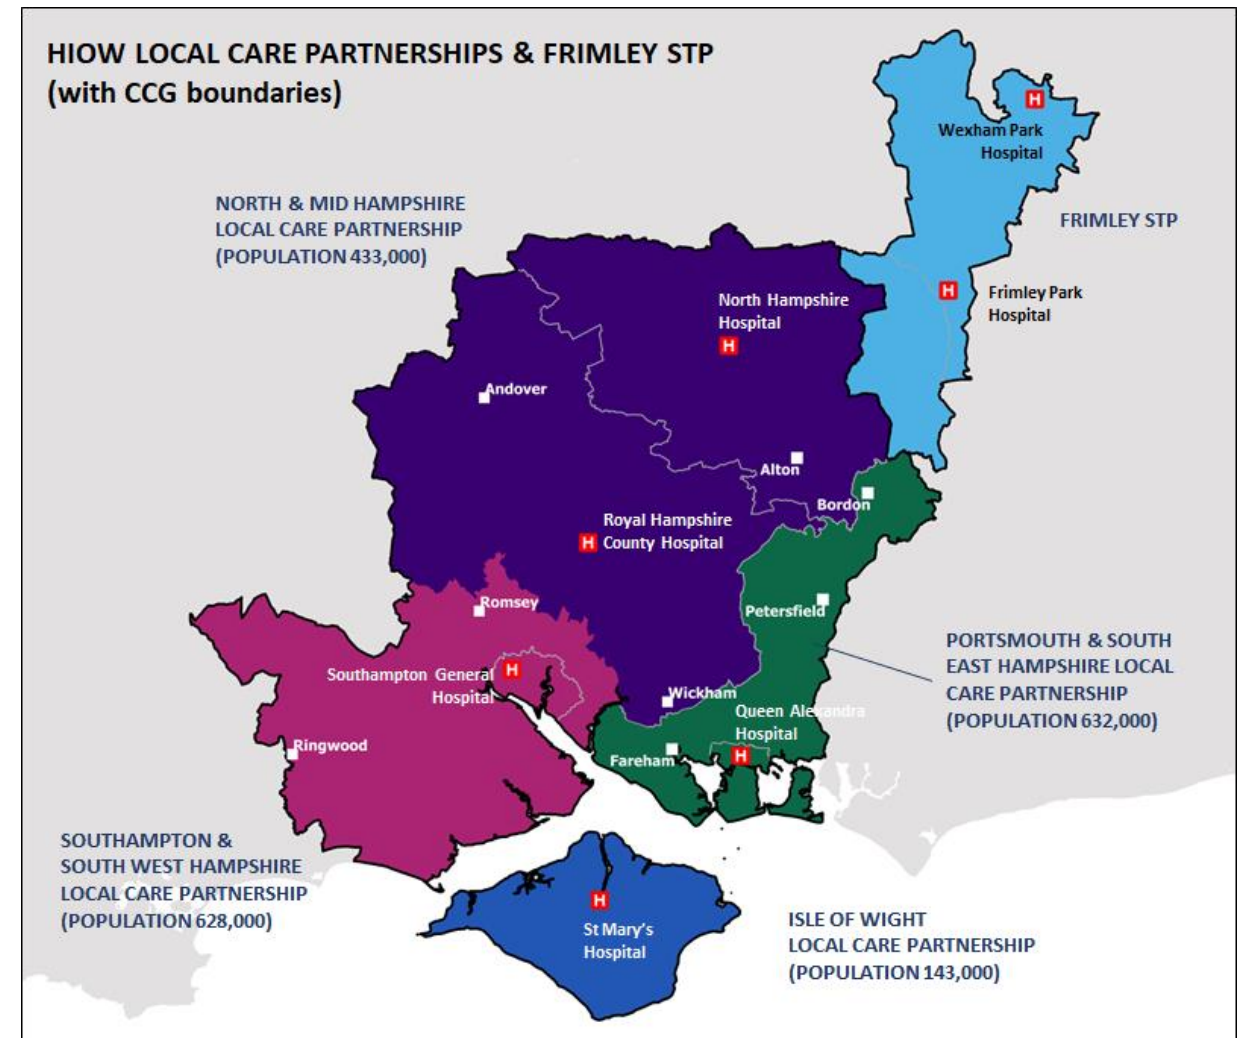 HIOW LOCAL CARE PARTNERSHIPS & FRIMLEY STP
(with CCG boundaries)
H
Wexham Park
Hospital
NORTH & MID HAMPSHIRE
LOCAL CARE PARTNERSHIP
(POPULATION 433,000)
FRIMLEY STP
H
Frimley Park
Hospital
North Hampshire
Hospital
H
Andover
Alton
Bordon
H
Royal Hampshire
County Hospital
Romsey
Petersfield
PORTSMOUTH & SOUTH
EAST HAMPSHIRE LOCAL
CARE PARTNERSHIP
(POPULATION 632,000)
Southampton General
Hospital
H
Wickham
Queen Alexandra
Hospital
H
Ringwood
Fareham
SOUTHAMPTON &
SOUTH WEST HAMPSHIRE
LOCAL CARE PARTNERSHIP
(POPULATION 628,000)
H
St Mary's
Hospital
ISLE OF WIGHT
LOCAL CARE PARTNERSHIP
(POPULATION 143,000)